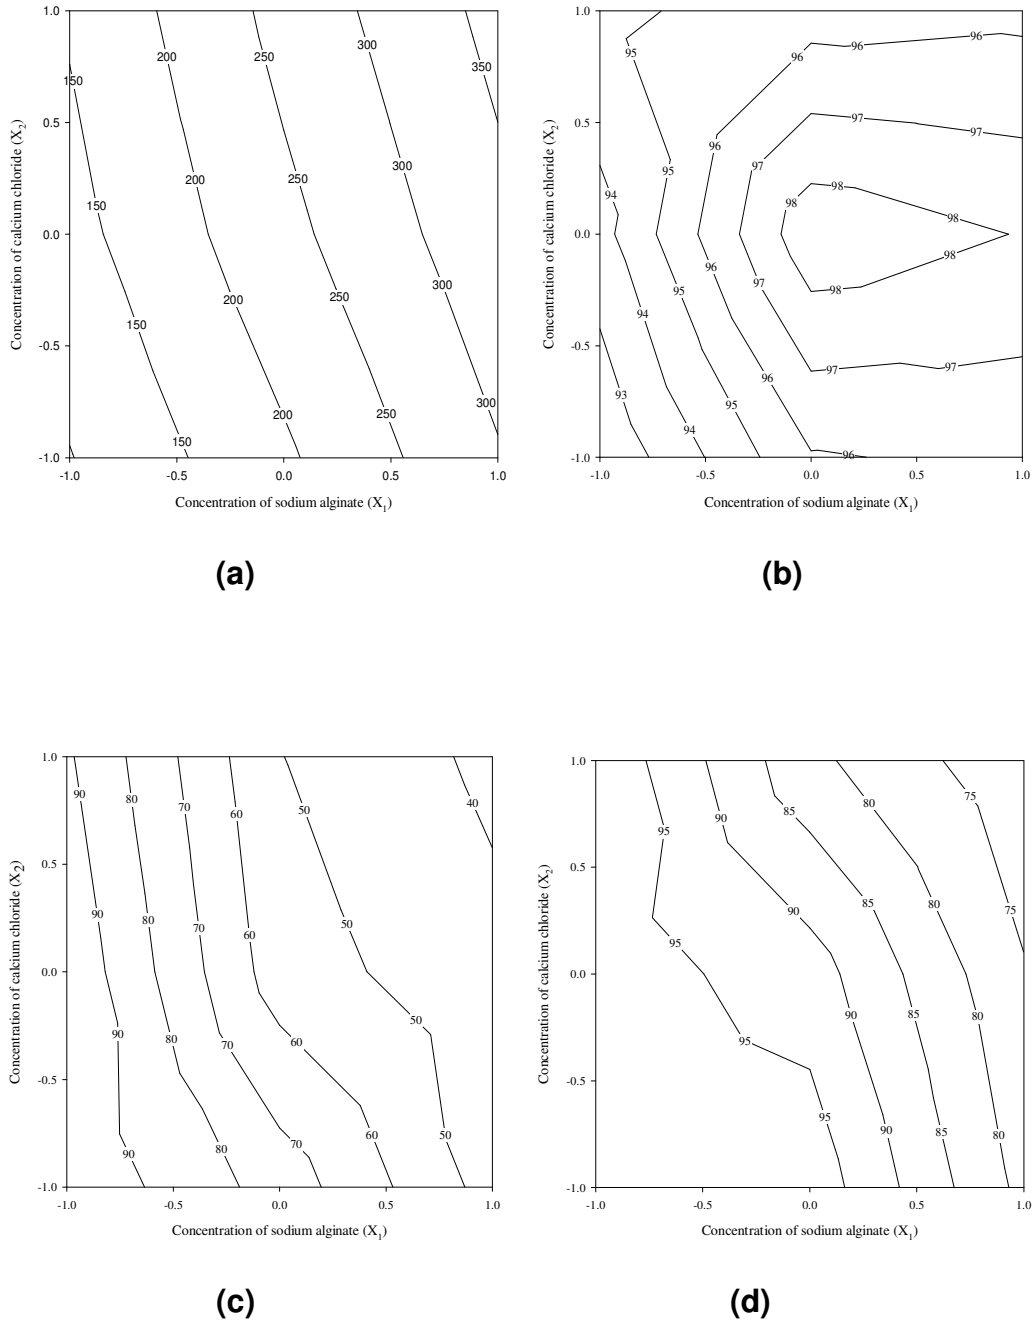 1.0
0.5
0.0
-0.5
-1.0
-1.0 -0.5 0.0 0.5 1.0
Concentration of calcium chloride (X2)
Concentration of sodium alginate (X1)
200 250 300 350
150
150 200 250 300
150 200 250 300
150 200 250 300
(a)
1.0
0.5
0.0
-0.5
-1.0
-1.0 -0.5 0.0 0.5 1.0
Concentration of calcium chloride (X2)
Concentration of sodium alginate (X1)
95 96 96 96
96 97 97
94 95 97 98 98
98
96 98
94 95 97 98
93 96 97 97
94 95
96
(b)
1.0
0.5
0.0
-0.5
-1.0
-1.0 -0.5 0.0 0.5 1.0
Concentration of calcium chloride (X2)
Concentration of sodium alginate (X1)
90 80 70 60 50 40
90 80 70 60 50
90 80 70 60 50
90 80 70 60 50
(c)
1.0
0.5
0.0
-0.5
-1.0
-1.0 -0.5 0.0 0.5 1.0
Concentration of calcium chloride (X2)
Concentration of sodium alginate (X1)
95 90 85 80 75
95 90 85 80 75
95 90 85 80
95 90 85 80
(d)